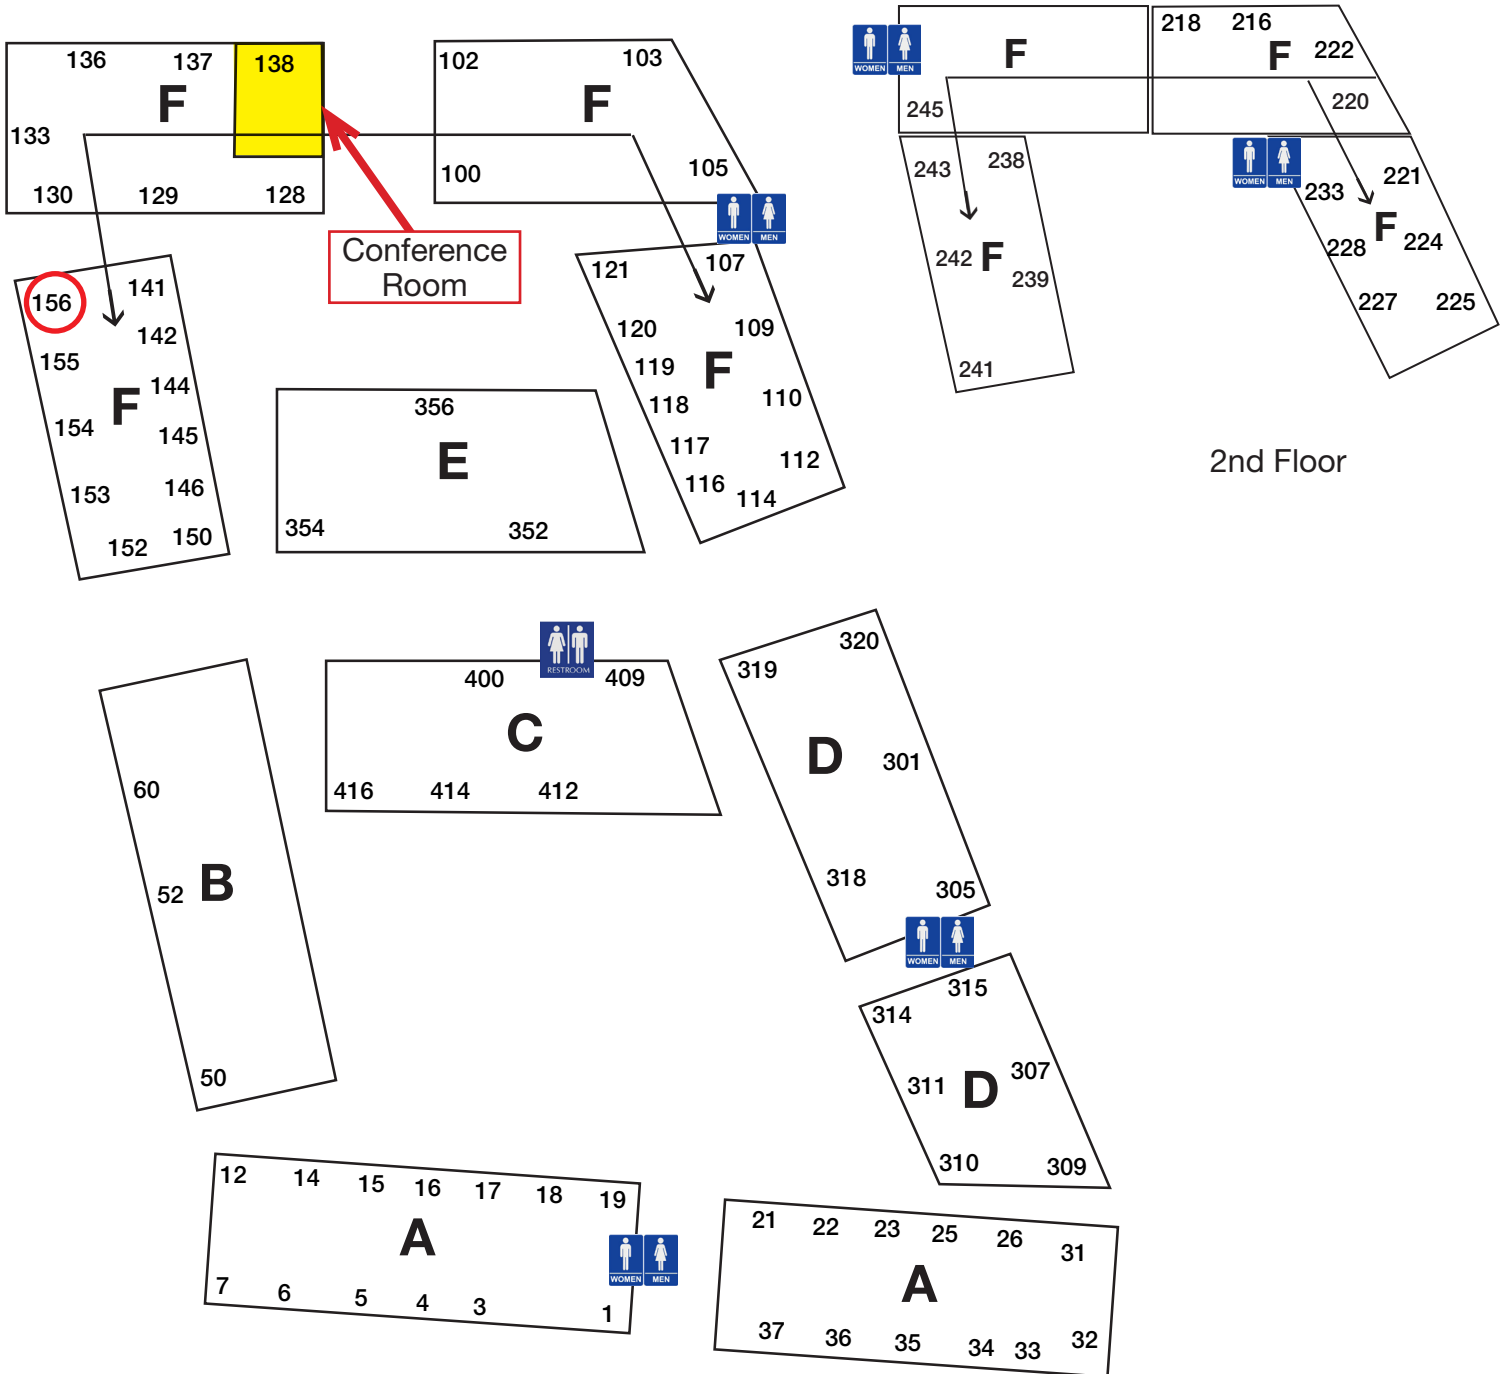 136 137 138
F
133
130 129 128
102 103
F
100 105
WOMEN MEN
Conference
Room
156 141
142
155
144
F
154 145
153 146
152 150
121 107
120 109
119
F
118 110
117
112
116
114
356
E
354 352
WOMEN MEN
F
245
218 216
F 222
220
243 238
242 F
239
241
WOMEN MEN
233 221
F
228 224
227 225
2nd Floor
RESTROOM
400 409
C
416 414 412
60
52 B
50
320
319
D 301
318 305
WOMEN MEN
315
314
307
311 D
310 309
12 14 15 16 17 18 19
A
7 6 5 4 3 1
WOMEN MEN
21 22 23 25 26 31
A
37 36 35 34 33 32